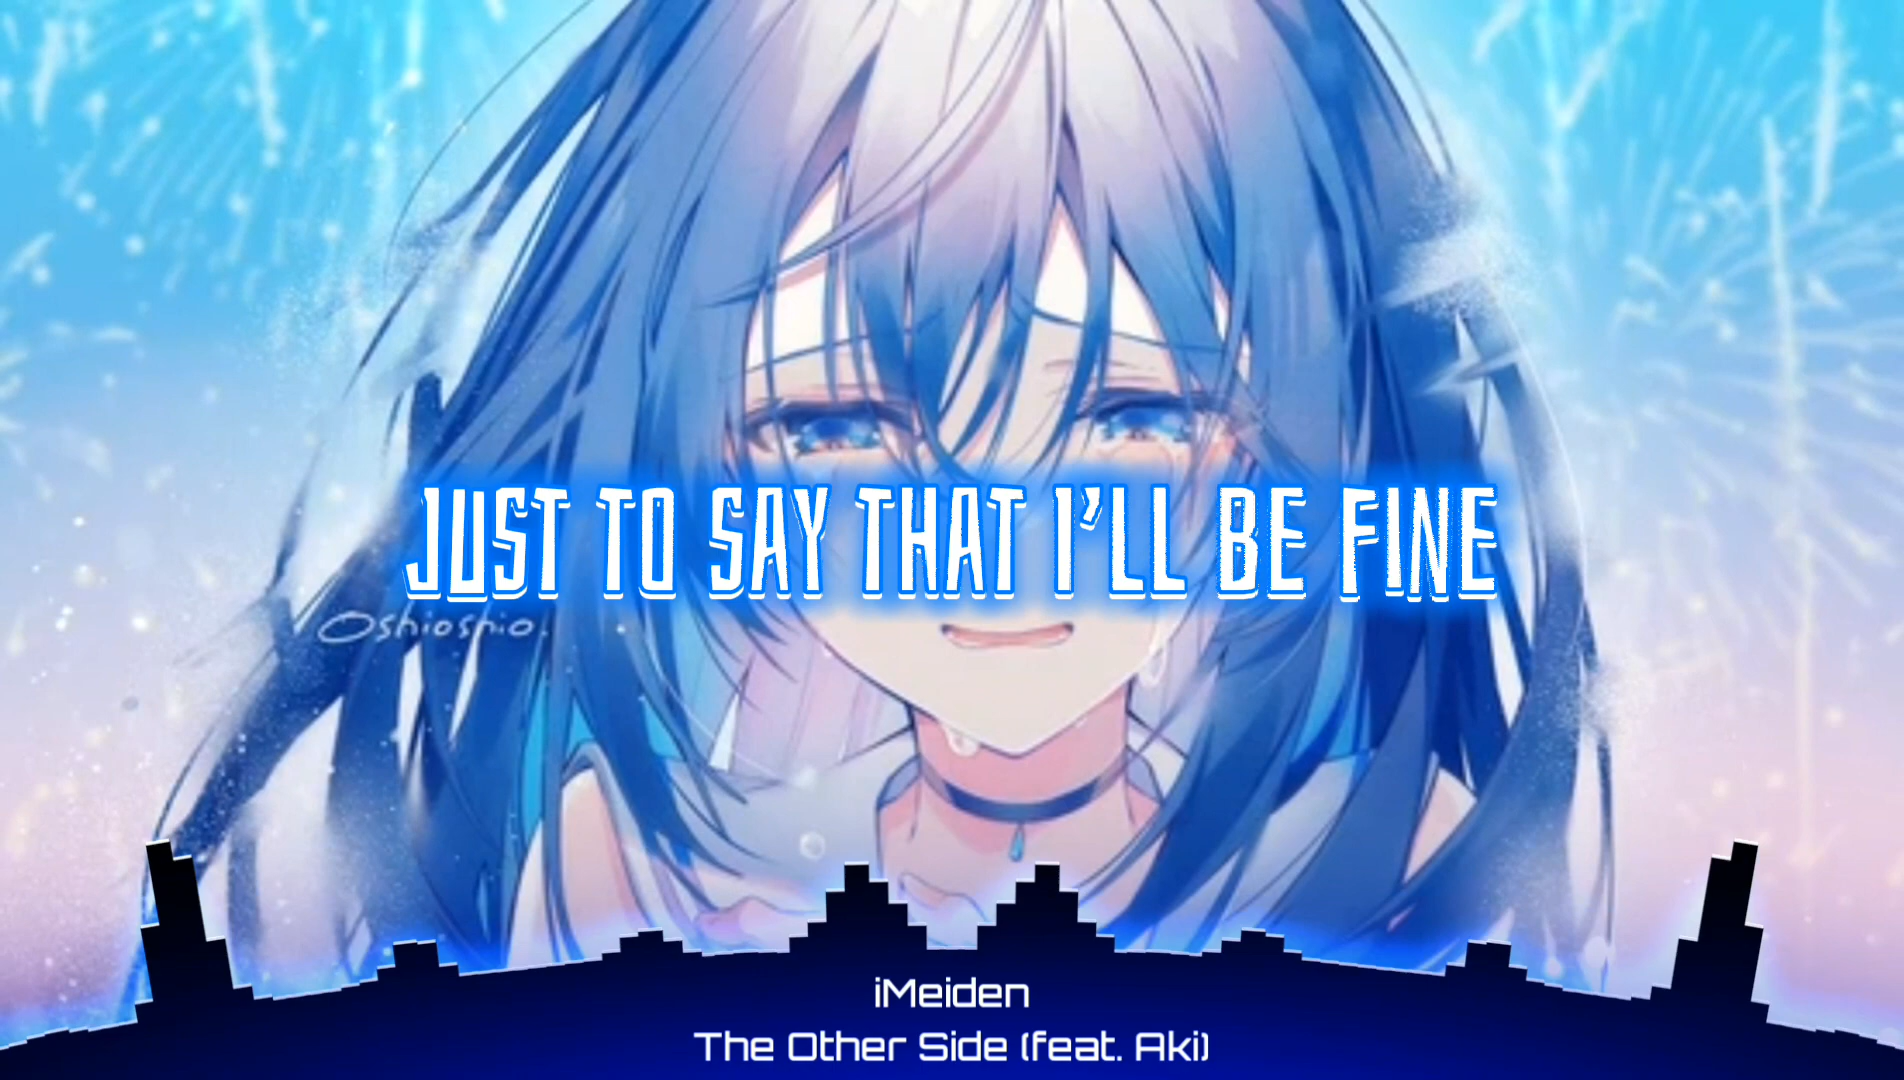 JUST TO SAY THAT I'LL BE FINE
Oshioshio.
iMeiden
The Other Side (feat. Aki)